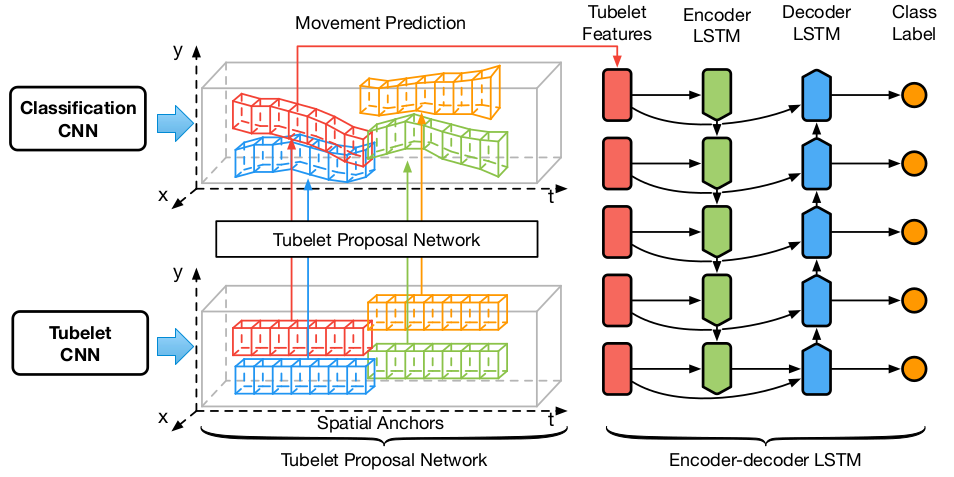 Movement Prediction
Tubelet
Features
Encoder
LSTM
Decoder
LSTM
Class
Label
y
Classification
CNN
x
t
Tubelet Proposal Network
y
Tubelet
CNN
x
t
Spatial Anchors
Tubelet Proposal Network
Encoder-decoder LSTM